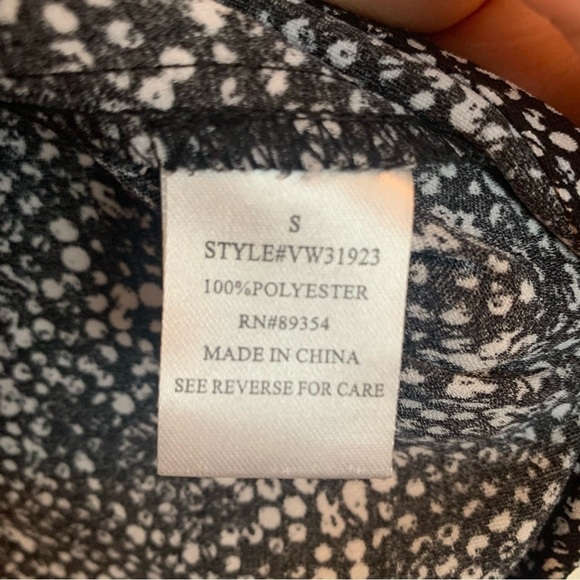 S
STYLE#VW31923
100%POLYESTER
RN#89354
MADE IN CHINA
SEE REVERSE FOR CARE